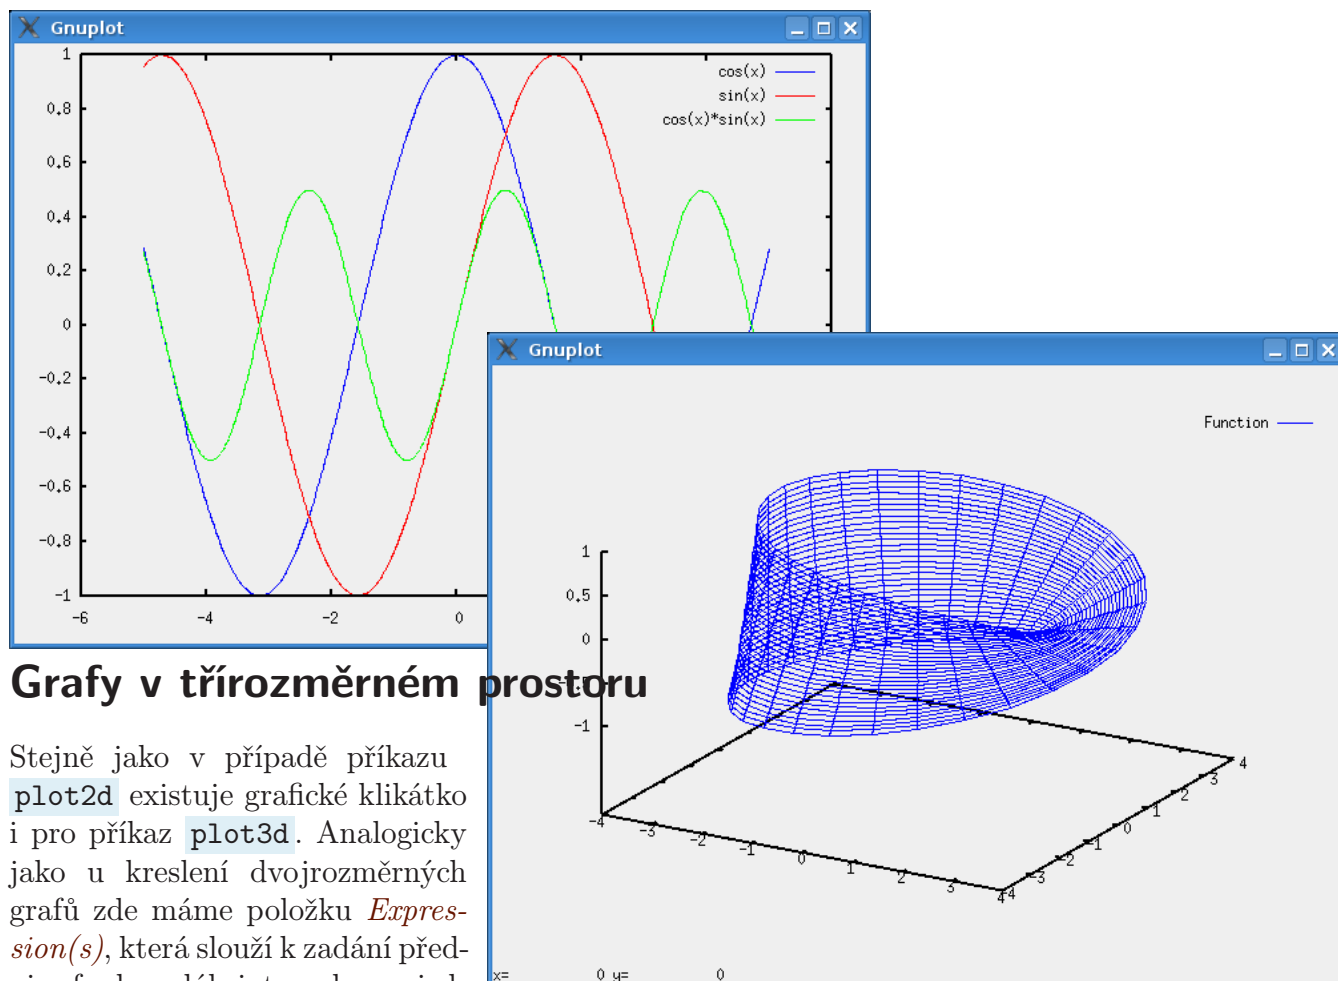 Gnuplot
cos(x)
sin(x)
cos(x)*sin(x)
1
0.8
0.6
0.4
0.2
0
-0.2
-0.4
-0.6
-0.8
-1
-6 -4 -2 0
Gnuplot
Function
1
0.5
0
-1
-4 -3 -2 -1 0 1 2 3 4
-4 -3 -2 -1 0 1 2 3 4
x= 0 y= 0
Grafy v třírozměrném prostoru
Stejně jako v případě příkazu
plot2d existuje grafické klikátko
i pro příkaz plot3d. Analogicky
jako u kreslení dvojrozměrných
grafů zde máme položku Expres-
sion(s), která slouží k zadání před-